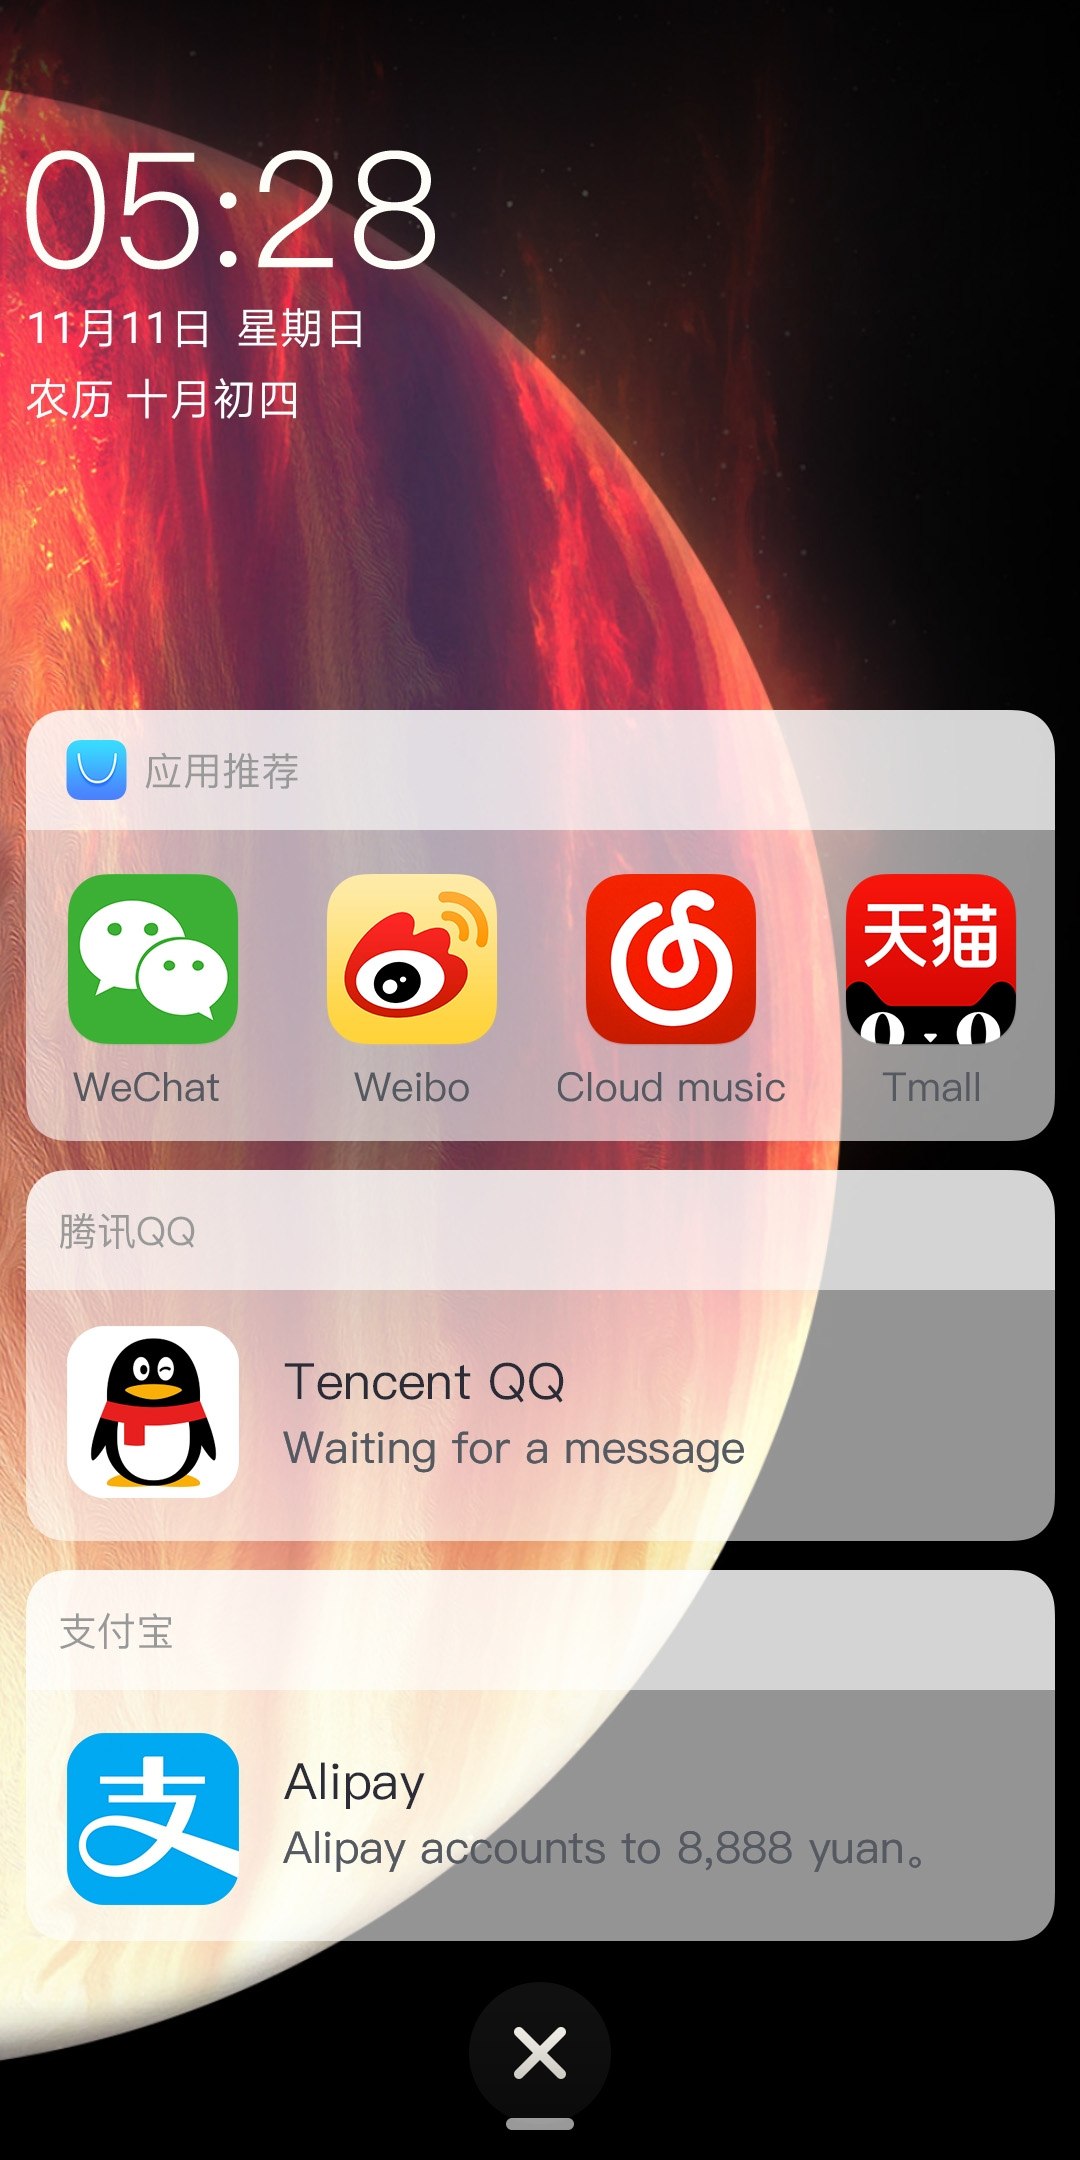 05:28
11月11日 星期日
农历 十月初四
应用推荐
天猫
WeChat
Weibo
Cloud music
Tmall
腾讯QQ
Tencent QQ
Waiting for a message
支付宝
支
Alipay
Alipay accounts to 8,888 yuan。